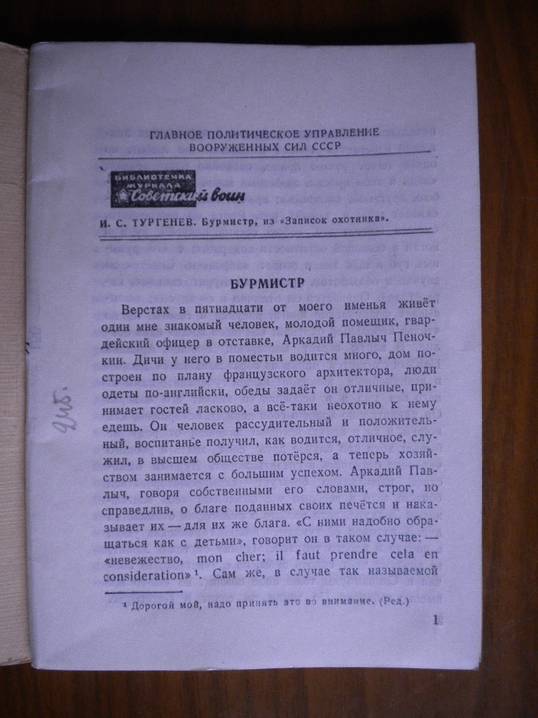 ГЛАВНОЕ ПОЛИТИЧЕСКОЕ УПРАВЛЕНИЕ
ВООРУЖЕННЫХ СИЛ СССР
БИБЛИОТЕЧКА
ЖУРНАЛА
Советский воин
И. С. ТУРГЕНЕВ. Бурмистр, из «Записок охотника».
БУРМИСТР
Верстах в пятнадцати от моего именья живёт
один мне знакомый человек, молодой помещик, гвар-
дейский офицер в отставке, Аркадий Павлыч Пеноч-
кин. Дичи у него в поместьи водится много, дом по-
строен по плану французского архитектора, люди
одеты по-английски, обеды задаёт он отличные, при-
нимает гостей ласково, а всё-таки неохотно к нему
едешь. Он человек рассудительный и положитель-
ный, воспитанье получил, как водится, отличное, слу-
жил, в высшем обществе потёрся, а теперь хозяй-
ством занимается с большим успехом. Аркадий Пав-
лыч, говоря собственными его словами, строг, но
справедлив, о благе поданных своих печётся и нака-
зывает их — для их же блага. «С ними надобно обра-
щаться как с детьми», говорит он в таком случае: —
«невежество, mon cher; il faut prendre cela en
consideration» ¹. Сам же, в случае так называемой
¹ Дорогой мой, надо принять это во внимание. (Ред.)
1